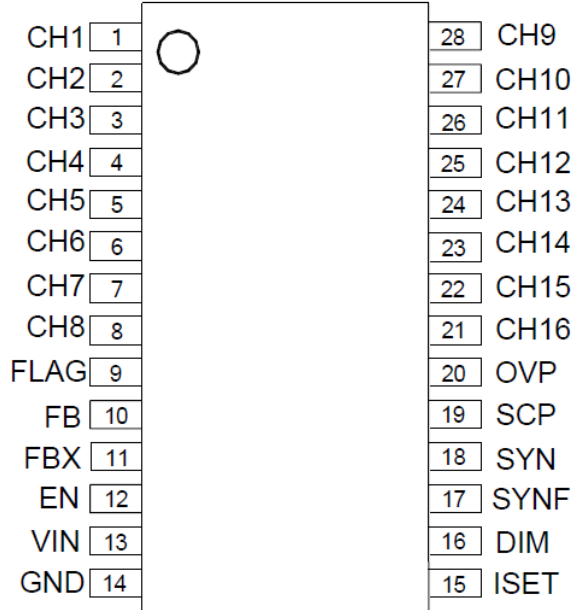 CH1 1 28 CH9
CH2 2 27 CH10
CH3 3 26 CH11
CH4 4 25 CH12
CH5 5 24 CH13
CH6 6 23 CH14
CH7 7 22 CH15
CH8 8 21 CH16
FLAG 9 20 OVP
FB 10 19 SCP
FBX 11 18 SYN
EN 12 17 SYNF
VIN 13 16 DIM
GND 14 15 ISET